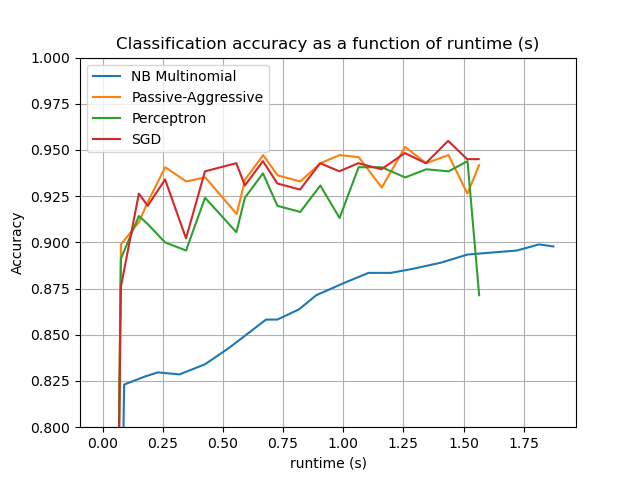 Classification accuracy as a function of runtime (s)
1.000
0.975
0.950
0.925
0.900
0.875
0.850
0.825
0.800
Accuracy
NB Multinomial
Passive-Aggressive
Perceptron
SGD
0.00 0.25 0.50 0.75 1.00 1.25 1.50 1.75
runtime (s)